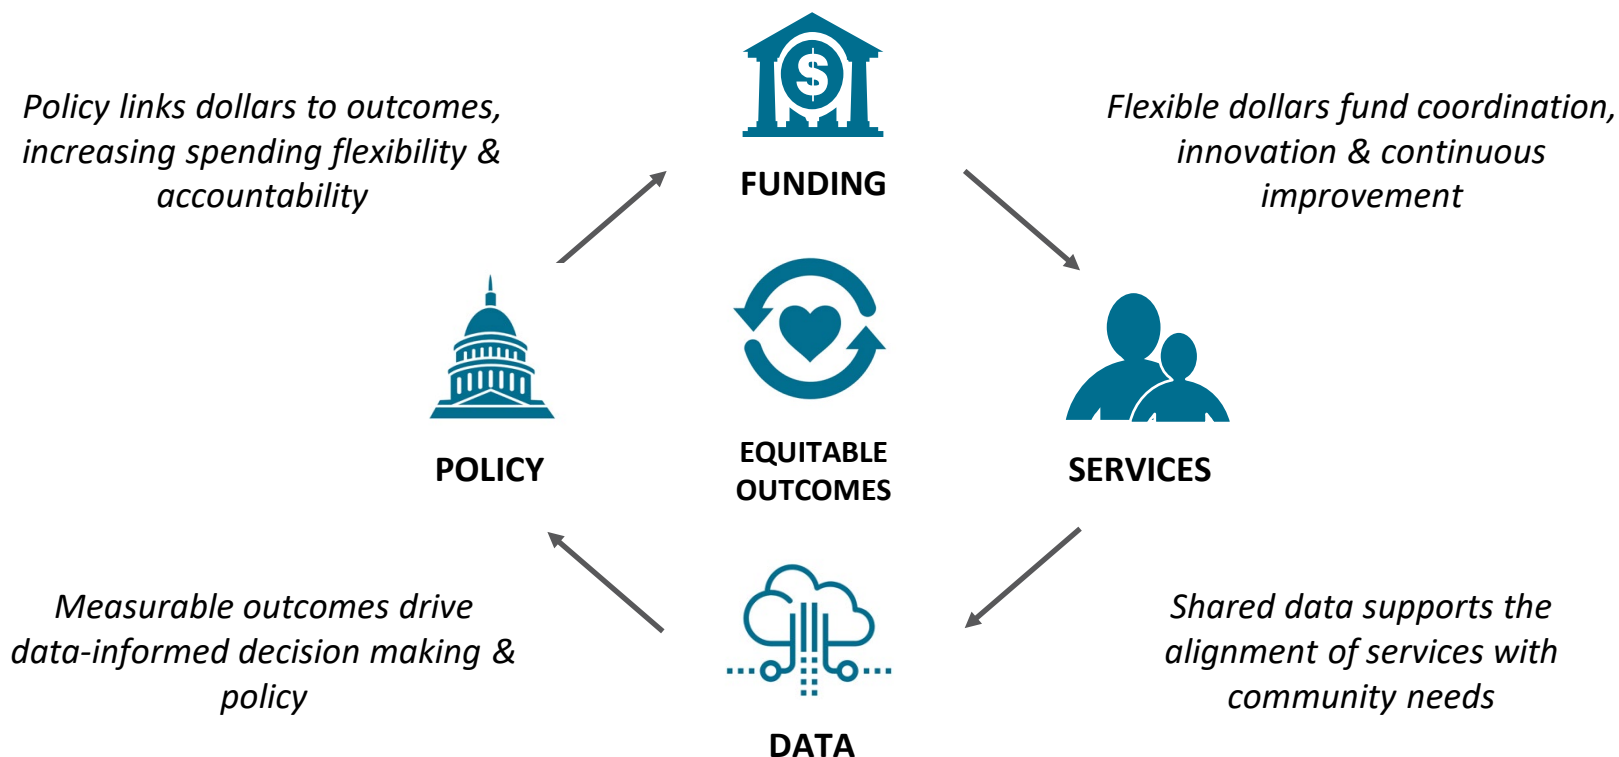 Policy links dollars to outcomes,
increasing spending flexibility &
accountability
$
FUNDING
Flexible dollars fund coordination,
innovation & continuous
improvement
POLICY
EQUITABLE
OUTCOMES
SERVICES
Measurable outcomes drive
data-informed decision making &
policy
DATA
Shared data supports the
alignment of services with
community needs